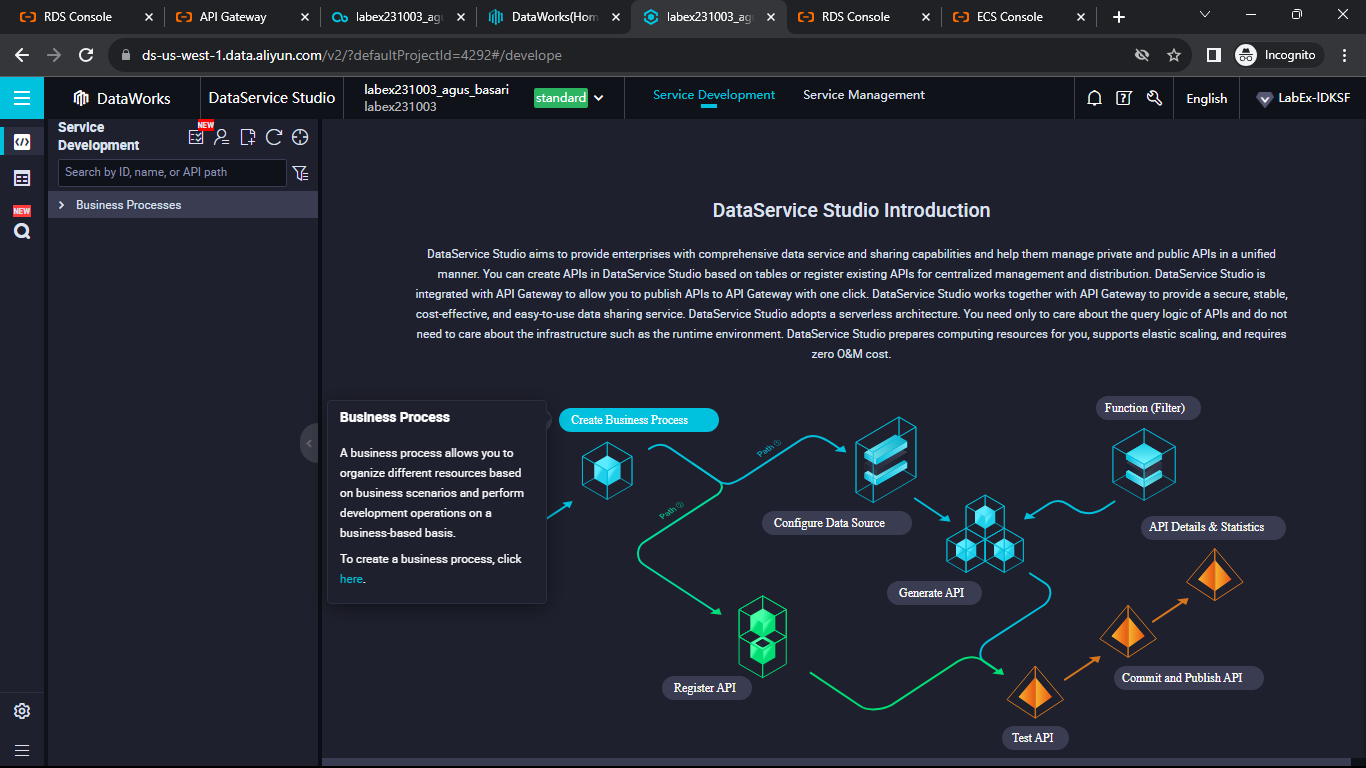 RDS Console
API Gateway
labex231003_agu
DataWorks(Hom
labex231003_ag
RDS Console
ECS Console
ds-us-west-1.data.aliyun.com/v2/?defaultProjectId=4292#/develope
Incognito
DataWorks
DataService Studio
labex231003_agus_basari
labex231003
standard
Service Development
Service Management
English
LabEx-IDKSF
Service
Development
NEW
Search by ID, name, or API path
Business Processes
NEW
DataService Studio Introduction
DataService Studio aims to provide enterprises with comprehensive data service and sharing capabilities and help them manage private and public APIs in a unified
manner. You can create APIs in DataService Studio based on tables or register existing APIs for centralized management and distribution. DataService Studio is
integrated with API Gateway to allow you to publish APIs to API Gateway with one click. DataService Studio works together with API Gateway to provide a secure, stable,
cost-effective, and easy-to-use data sharing service. DataService Studio adopts a serverless architecture. You need only to care about the query logic of APIs and do not
need to care about the infrastructure such as the runtime environment. DataService Studio prepares computing resources for you, supports elastic scaling, and requires
zero O&M cost.
Business Process
A business process allows you to
organize different resources based
on business scenarios and perform
development operations on a
business-based basis.
To create a business process, click
here.
Create Business Process
Path ①
Path ②
Function (Filter)
Configure Data Source
API Details & Statistics
Generate API
Register API
Commit and Publish API
Test API